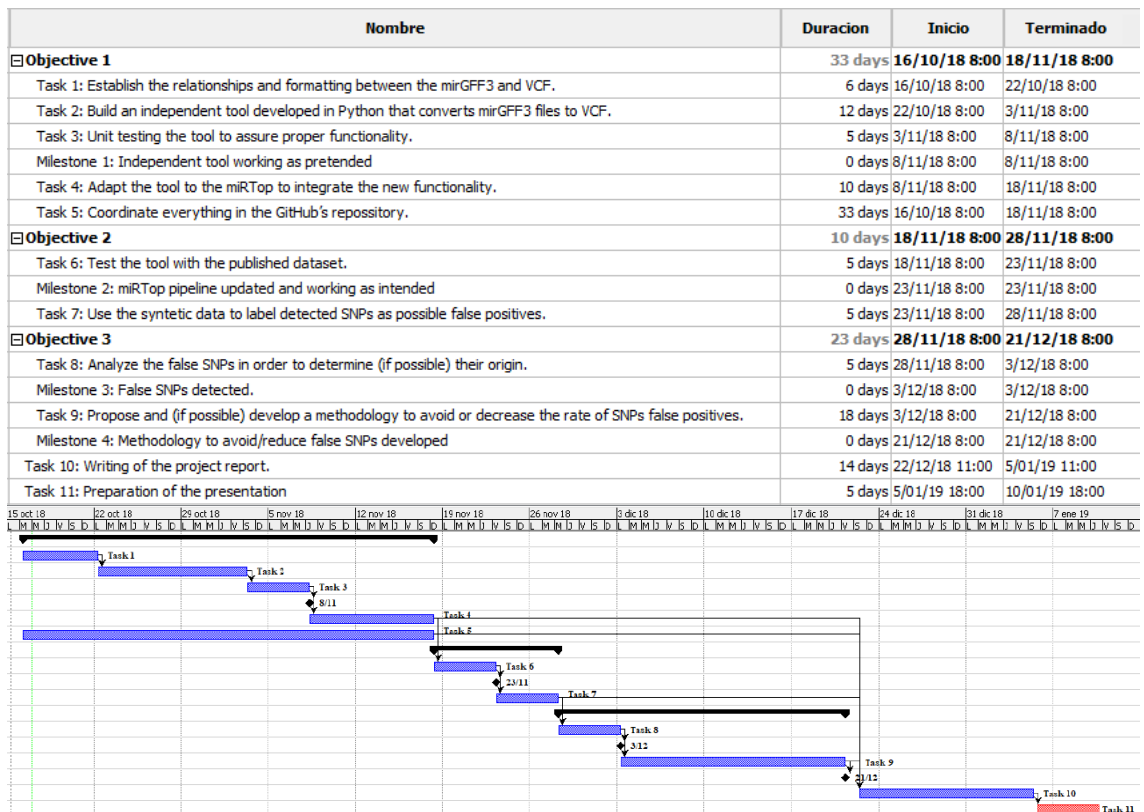 Nombre Duracion Inicio Terminado
Objective 1 33 days 16/10/18 8:00 18/11/18 8:00
Task 1: Establish the relationships and formatting between the mirGFF3 and VCF. 6 days 16/10/18 8:00 22/10/18 8:00
Task 2: Build an independent tool developed in Python that converts mirGFF3 files to VCF. 12 days 22/10/18 8:00 3/11/18 8:00
Task 3: Unit testing the tool to assure proper functionality. 5 days 3/11/18 8:00 8/11/18 8:00
Milestone 1: Independent tool working as pretended 0 days 8/11/18 8:00 8/11/18 8:00
Task 4: Adapt the tool to the miRTop to integrate the new functionality. 10 days 8/11/18 8:00 18/11/18 8:00
Task 5: Coordinate everything in the GitHub's repossitory. 33 days 16/10/18 8:00 18/11/18 8:00
Objective 2 10 days 18/11/18 8:00 28/11/18 8:00
Task 6: Test the tool with the published dataset. 5 days 18/11/18 8:00 23/11/18 8:00
Milestone 2: miRTop pipeline updated and working as intended 0 days 23/11/18 8:00 23/11/18 8:00
Task 7: Use the syntetic data to label detected SNPs as possible false positives. 5 days 23/11/18 8:00 28/11/18 8:00
Objective 3 23 days 28/11/18 8:00 21/12/18 8:00
Task 8: Analyze the false SNPs in order to determine (if possible) their origin. 5 days 28/11/18 8:00 3/12/18 8:00
Milestone 3: False SNPs detected. 0 days 3/12/18 8:00 3/12/18 8:00
Task 9: Propose and (if possible) develop a methodology to avoid or decrease the rate of SNPs false positives. 18 days 3/12/18 8:00 21/12/18 8:00
Milestone 4: Methodology to avoid/reduce false SNPs developed 0 days 21/12/18 8:00 21/12/18 8:00
Task 10: Writing of the project report. 14 days 22/12/18 11:00 5/01/19 11:00
Task 11: Preparation of the presentation 5 days 5/01/19 18:00 10/01/19 18:00
15 oct 18 22 oct 18 29 oct 18 5 nov 18 12 nov 18 19 nov 18 26 nov 18 3 dic 18 10 dic 18 17 dic 18 24 dic 18 31 dic 18 7 ene 19
L M M J V S D L M M J V S D L M M J V S D L M M J V S D L M M J V S D L M M J V S D L M M J V S D L M M J V S D L M M J V S D L M M J V S D L M M J V S D L M M J V S D L M M J V S D
Task 1
Task 2
Task 3
8/11
Task 4
Task 5
Task 6
23/11
Task 7
Task 8
3/12
Task 9
21/12
Task 10
Task 11